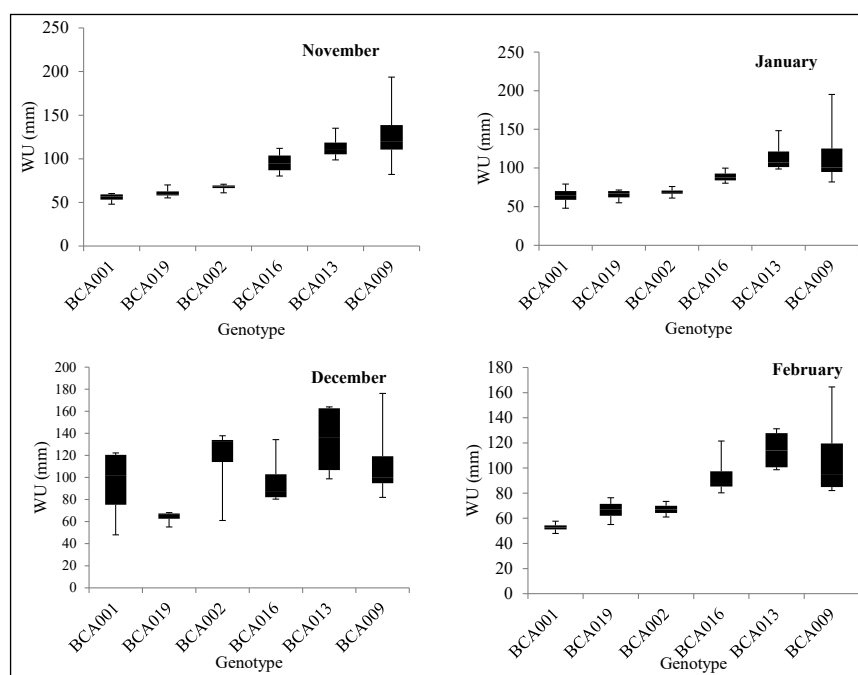 November
WU (mm)
250
200
150
100
50
0
BCA001
BCA019
BCA002
BCA016
BCA013
BCA009
Genotype
January
WU (mm)
250
200
150
100
50
0
BCA001
BCA019
BCA002
BCA016
BCA013
BCA009
Genotype
December
WU (mm)
200
180
160
140
120
100
80
60
40
20
0
BCA001
BCA019
BCA002
BCA016
BCA013
BCA009
Genotype
February
WU (mm)
180
160
140
120
100
80
60
40
20
0
BCA001
BCA019
BCA002
BCA016
BCA013
BCA009
Genotype